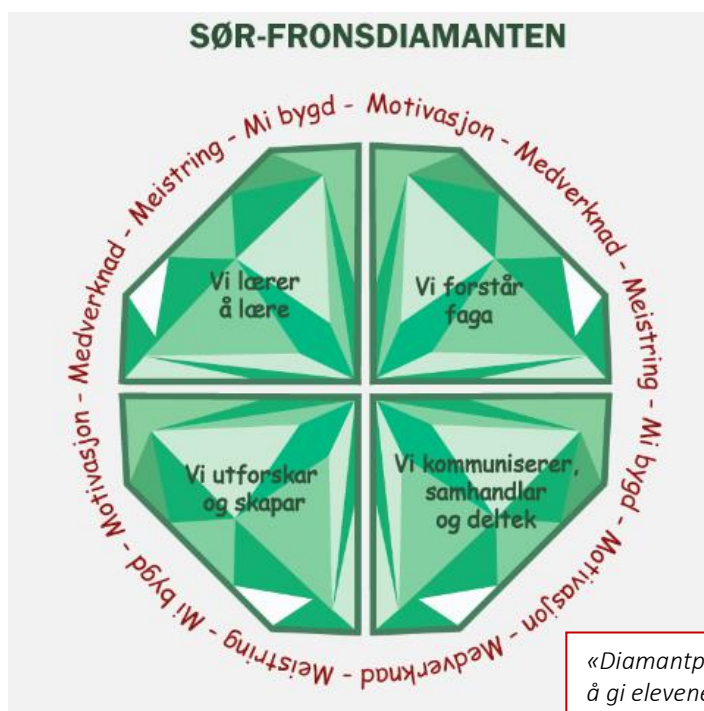 SØR-FRONSDIAMANTEN
Motivasjon - Medverknad - Meistring - Mi bygd - Motivasjon - Medverknad - Meistring - Mi bygd - Motivasjon - Medverknad - Meistring - Mi bygd -
Vi lærer
å lære
Vi forstår
faga
Vi utforskar
og skapar
Vi kommuniserer,
samhandlar
og deltek
«Diamantp
å gi elevene